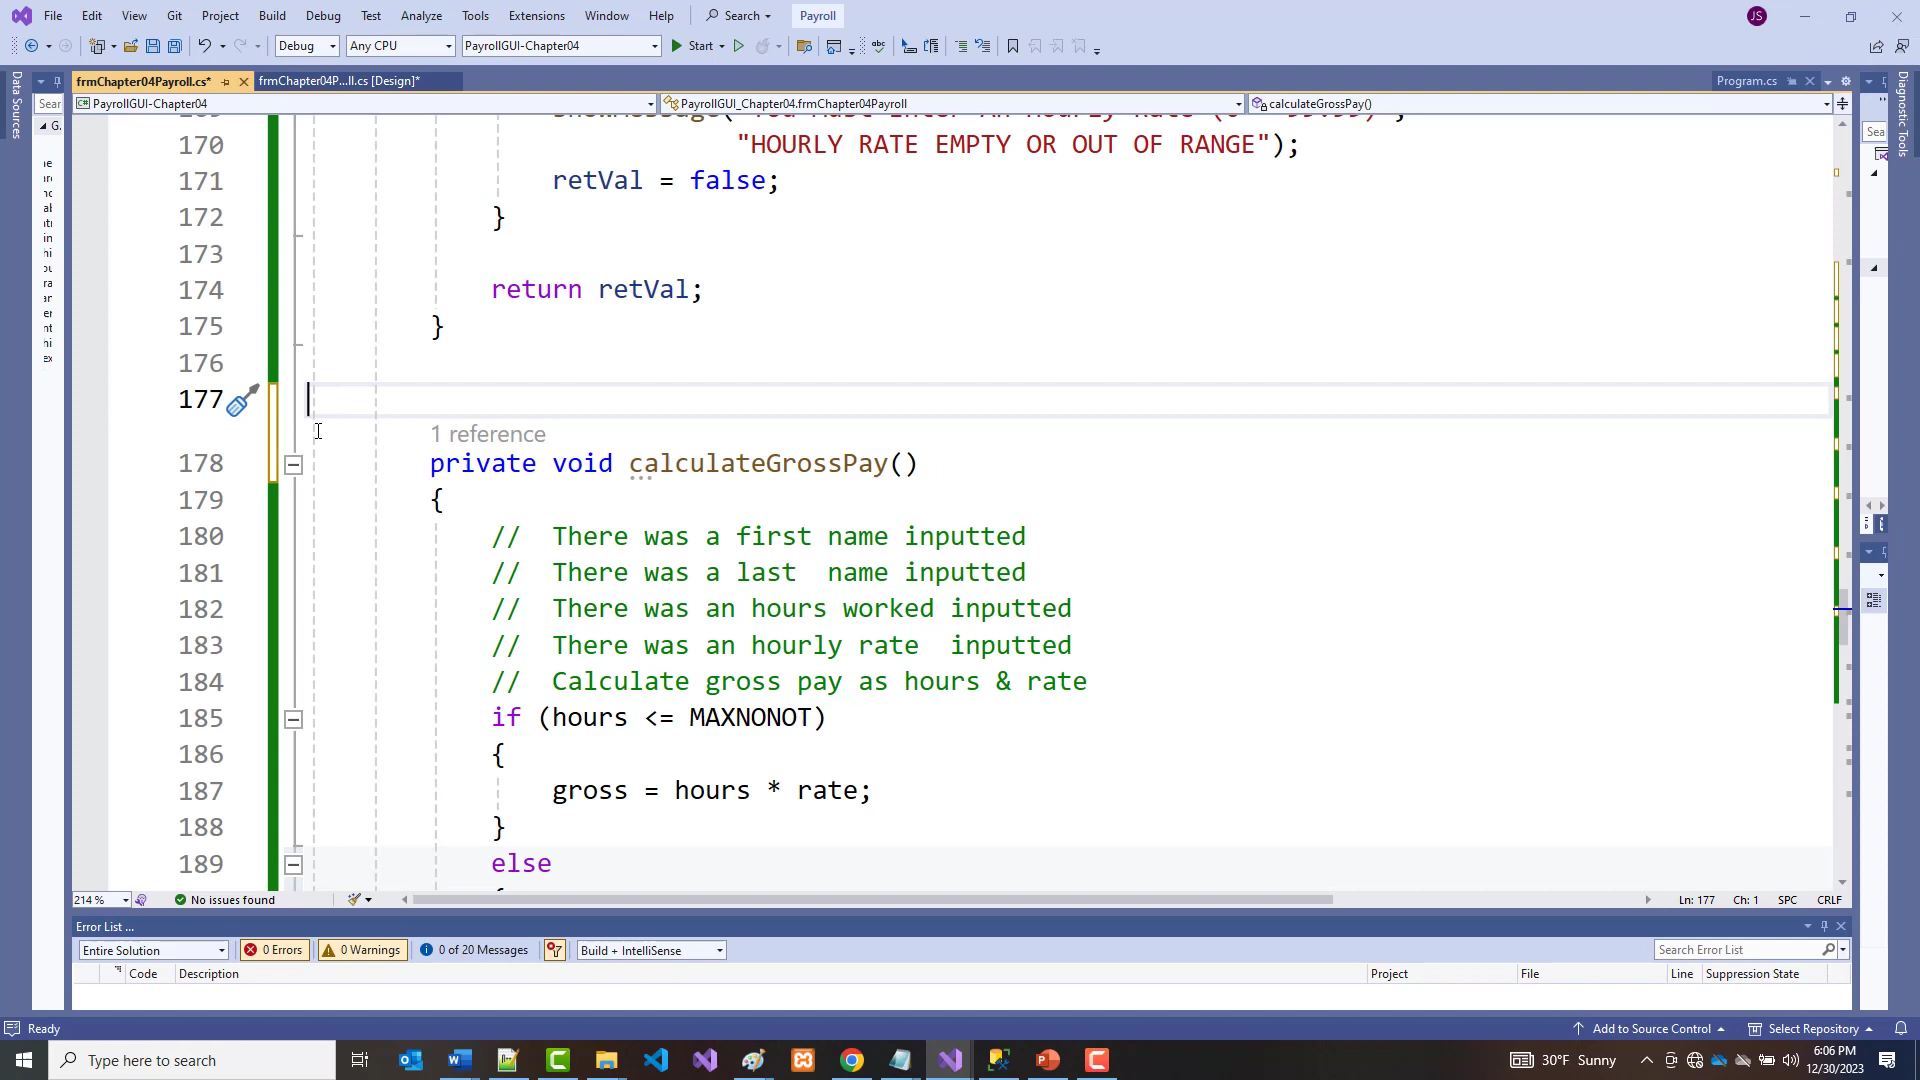 File Edit View Git Project Build Debug Test Analyze Tools Extensions Window Help Search Payroll JS
Debug Any CPU PayrollGUI-Chapter04 Start
frmChapter04Payroll.cs* frmChapter04P...ll.cs [Design]* Program.cs
PayrollGUI-Chapter04 PayrollGUI_Chapter04.frmChapter04Payroll calculateGrossPay()
Data Sources
Diagnostic Tools
Sear
G.
Sea
170 "HOURLY RATE EMPTY OR OUT OF RANGE");
171 retVal = false;
172 }
173
174 return retVal;
175 }
176
177
1 reference
178 private void calculateGrossPay()
179 {
180 // There was a first name inputted
181 // There was a last  name inputted
182 // There was an hours worked inputted
183 // There was an hourly rate  inputted
184 // Calculate gross pay as hours & rate
185 if (hours <= MAXNONOT)
186 {
187 gross = hours * rate;
188 }
189 else
214 % No issues found Ln: 177 Ch: 1 SPC CRLF
Error List ...
Entire Solution 0 Errors 0 Warnings 0 of 20 Messages Build + IntelliSense Search Error List
Code Description Project File Line Suppression State
Ready Add to Source Control Select Repository
Type here to search 30°F Sunny 6:06 PM
12/30/2023